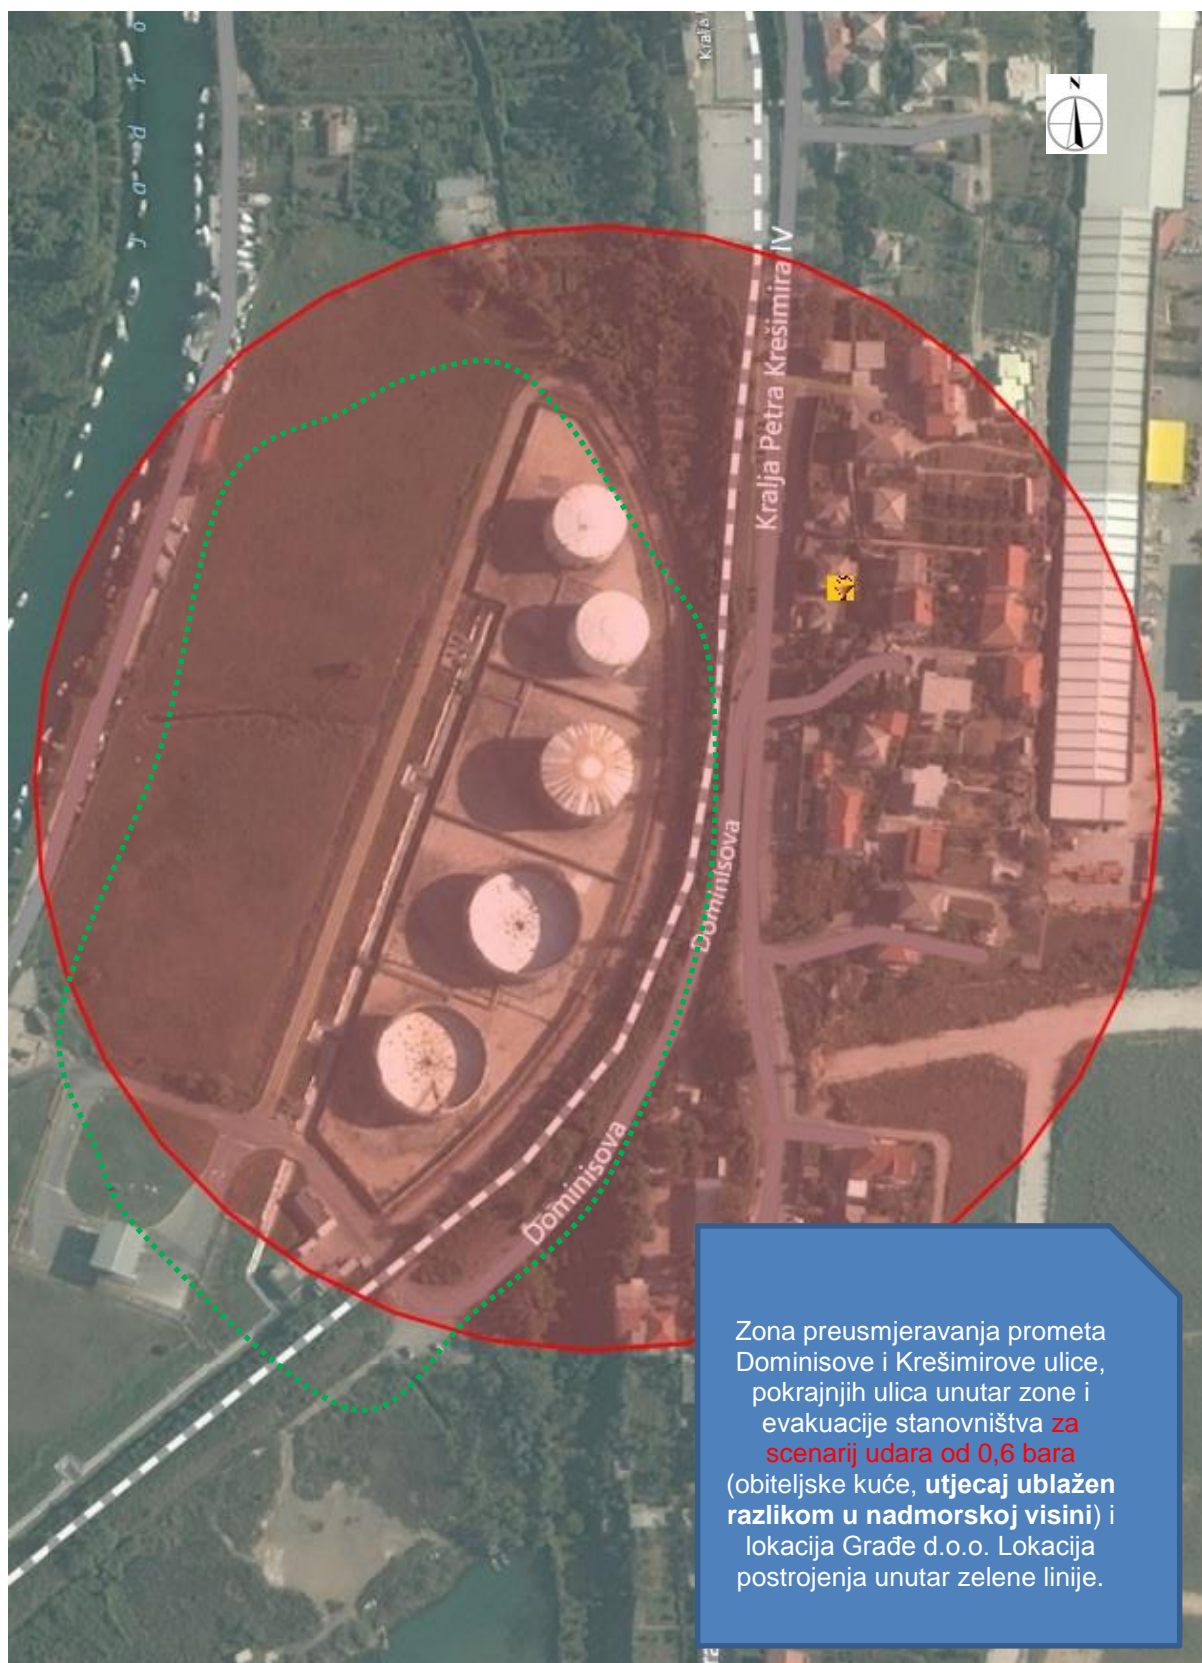 Krala
N
J a d r o
Kralja Petra Krešimira IV
Dominisova
Dominisova
Zona preusmjeravanja prometa
Dominisove i Krešimirove ulice,
pokrajnjih ulica unutar zone i
evakuacije stanovništva za
scenarij udara od 0,6 bara
(obiteljske kuće, utjecaj ublažen
razlikom u nadmorskoj visini) i
lokacija Građe d.o.o. Lokacija
postrojenja unutar zelene linije.